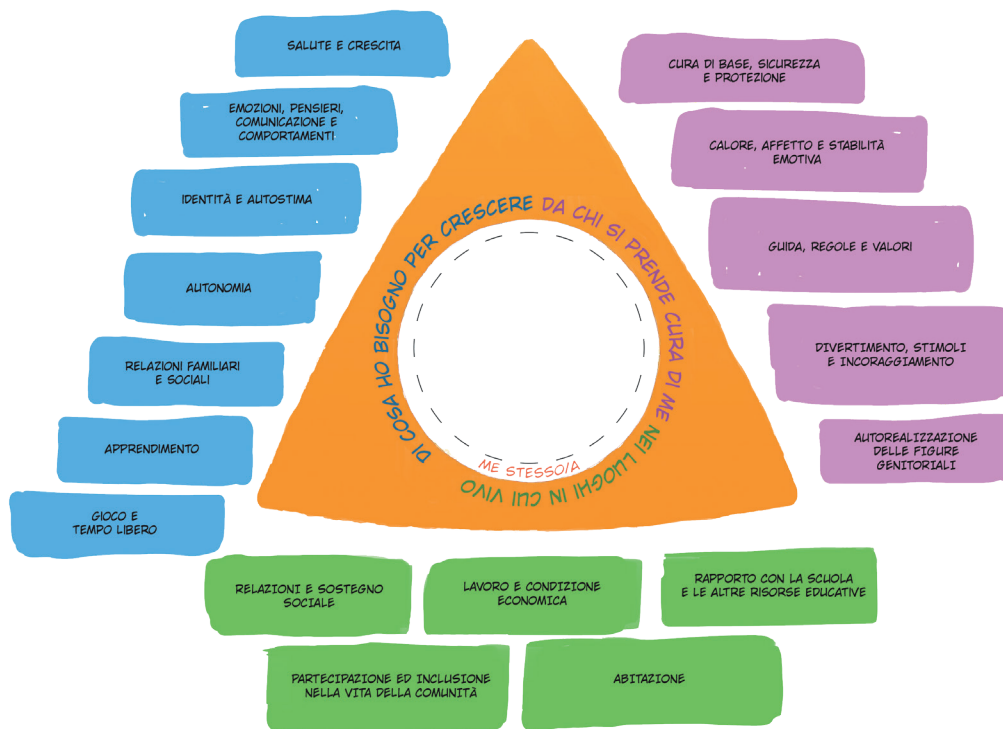 SALUTE E CRESCITA
EMOZIONI, PENSIERI,
COMUNICAZIONE E
COMPORTAMENTI
IDENTITÀ E AUTOSTIMA
AUTONOMIA
RELAZIONI FAMILIARI
E SOCIALI
APPRENDIMENTO
GIOCO E
TEMPO LIBERO
DI COSA HO BISOGNO PER CRESCERE
DA CHI SI PRENDE CURA DI ME
NEI LUOGHI IN CUI VIVO
ME STESSO/A
CURA DI BASE, SICUREZZA
E PROTEZIONE
CALORE, AFFETTO E STABILITÀ
EMOTIVA
GUIDA, REGOLE E VALORI
DIVERTIMENTO, STIMOLI
E INCORAGGIAMENTO
AUTOREALIZZAZIONE
DELLE FIGURE
GENITORIALI
RELAZIONI E SOSTEGNO
SOCIALE
LAVORO E CONDIZIONE
ECONOMICA
RAPPORTO CON LA SCUOLA
E LE ALTRE RISORSE EDUCATIVE
PARTECIPAZIONE ED INCLUSIONE
NELLA VITA DELLA COMUNITÀ
ABITAZIONE